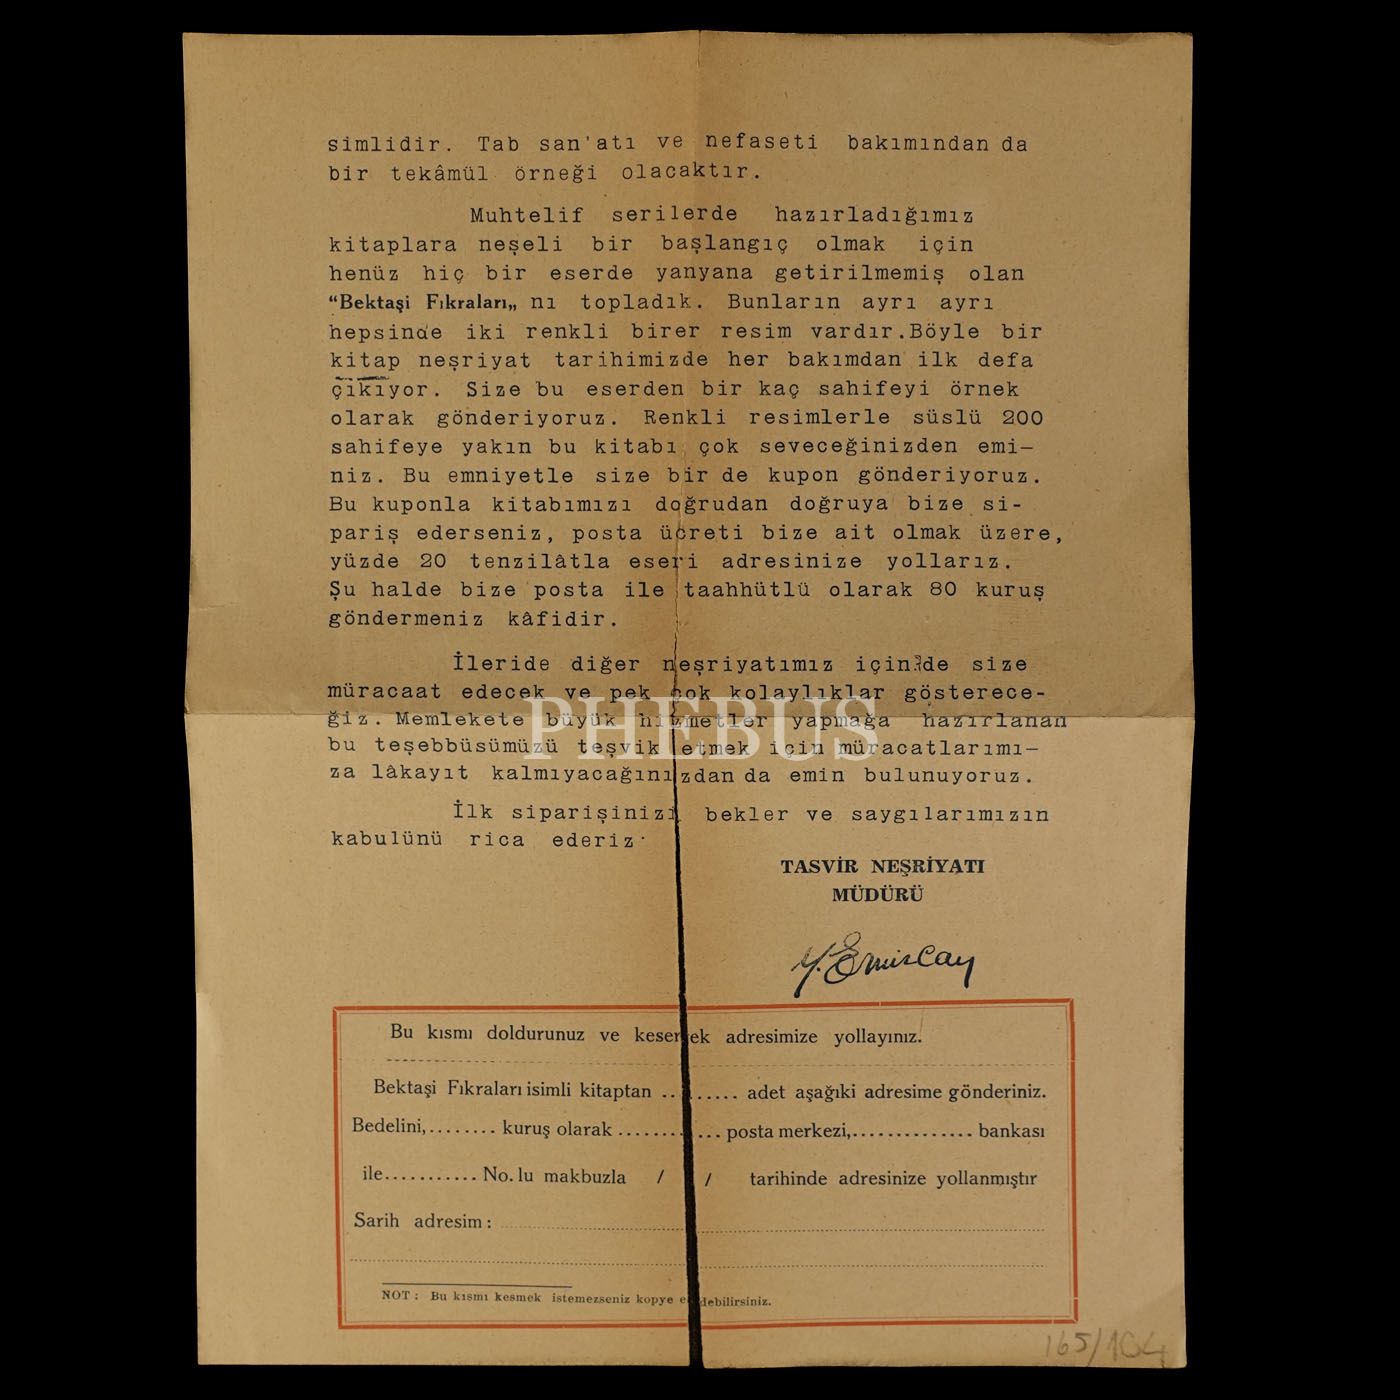 simlidir. Tab san'atı ve nefaseti bakımından da
bir tekâmül örneği olacaktır.
Muhtelif serilerde hazırladığımız
kitaplara neşeli bir başlangıç olmak için
henüz hiç bir eserde yanyana getirilmemiş olan
“Bektaşi Fıkraları„ nı topladık. Bunların ayrı ayrı
hepsinde iki renkli birer resim vardır.Böyle bir
kitap neşriyat tarihimizde her bakımdan ilk defa
çıkıyor. Size bu eserden bir kaç sahifeyi örnek
olarak gönderiyoruz. Renkli resimlerle süslü 200
sahifeye yakın bu kitabı çok seveceğinizden emi-
niz. Bu emniyetle size bir de kupon gönderiyoruz.
Bu kuponla kitabımızı doğrudan doğruya bize si-
pariş ederseniz, posta ücreti bize ait olmak üzere,
yüzde 20 tenzilâtla eseri adresinize yollarız.
Şu halde bize posta ile taahhütlü olarak 80 kuruş
göndermeniz kâfidir.
İleride diğer neşriyatımız için de size
müracaat edecek ve pek çok kolaylıklar gösterece-
ğiz. Memlekete büyük hizmetler yapmağa hazırlanan
bu teşebbüsümüzü teşvik etmek için müracatlarımı-
za lâkayıt kalmıyacağınızdan da emin bulunuyoruz.
İlk siparişinizi bekler ve saygılarımızın
kabulünü rica ederiz.
TASVİR NEŞRİYATI
MÜDÜRÜ
PHEBUS
Bu kısmı doldurunuz ve keserek adresimize yollayınız.
Bektaşi Fıkraları isimli kitaptan ......... adet aşağıki adresime gönderiniz.
Bedelini,........ kuruş olarak ............ posta merkezi,.............. bankası
ile........... No. lu makbuzla / / tarihinde adresinize yollanmıştır
Sarih adresim :
NOT : Bu kısmı kesmek istemezseniz kopye edebilirsiniz.
165/164